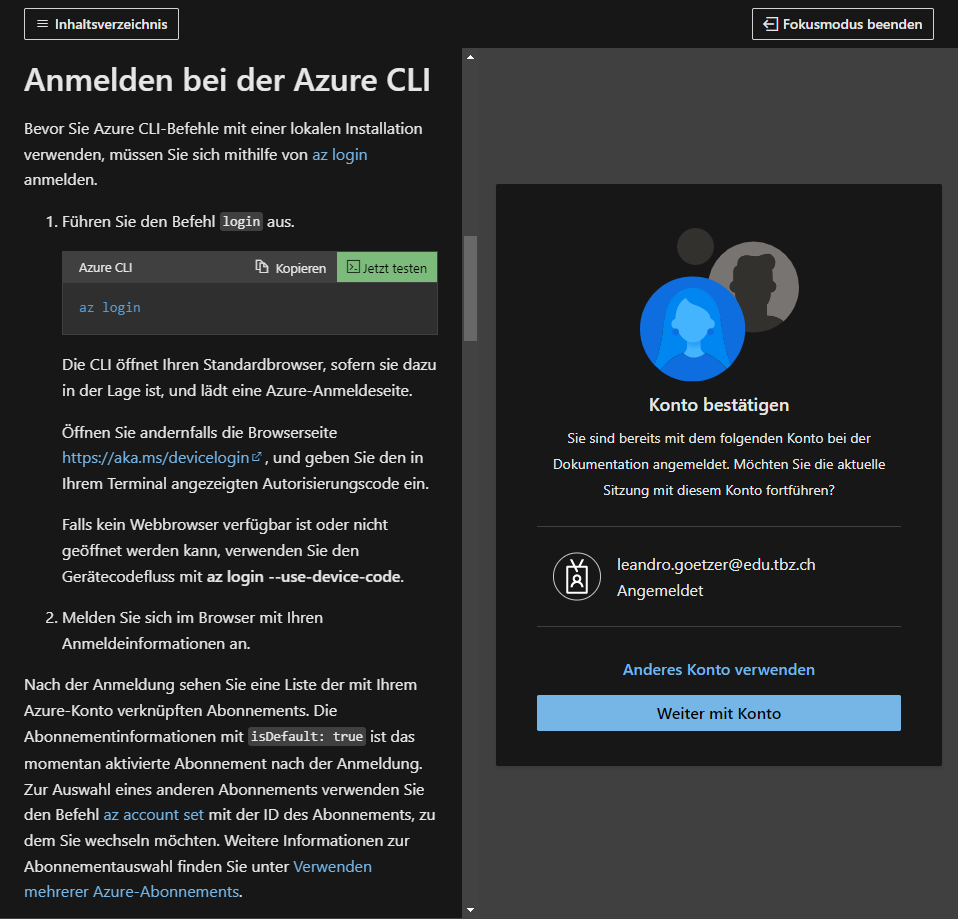 Inhaltsverzeichnis
Fokusmodus beenden
Anmelden bei der Azure CLI
Bevor Sie Azure CLI-Befehle mit einer lokalen Installation
verwenden, müssen Sie sich mithilfe von az login
anmelden.
1. Führen Sie den Befehl login aus.
Azure CLI
Kopieren
Jetzt testen
az login
Die CLI öffnet Ihren Standardbrowser, sofern sie dazu
in der Lage ist, und lädt eine Azure-Anmeldeseite.
Öffnen Sie andernfalls die Browserseite
https://aka.ms/devicelogin , und geben Sie den in
Ihrem Terminal angezeigten Autorisierungscode ein.
Falls kein Webbrowser verfügbar ist oder nicht
geöffnet werden kann, verwenden Sie den
Gerätecodefluss mit az login --use-device-code.
2. Melden Sie sich im Browser mit Ihren
Anmeldeinformationen an.
Nach der Anmeldung sehen Sie eine Liste der mit Ihrem
Azure-Konto verknüpften Abonnements. Die
Abonnementinformationen mit isDefault: true ist das
momentan aktivierte Abonnement nach der Anmeldung.
Zur Auswahl eines anderen Abonnements verwenden Sie
den Befehl az account set mit der ID des Abonnements, zu
dem Sie wechseln möchten. Weitere Informationen zur
Abonnementauswahl finden Sie unter Verwenden
mehrerer Azure-Abonnements.
Konto bestätigen
Sie sind bereits mit dem folgenden Konto bei der
Dokumentation angemeldet. Möchten Sie die aktuelle
Sitzung mit diesem Konto fortführen?
leandro.goetzer@edu.tbz.ch
Angemeldet
Anderes Konto verwenden
Weiter mit Konto